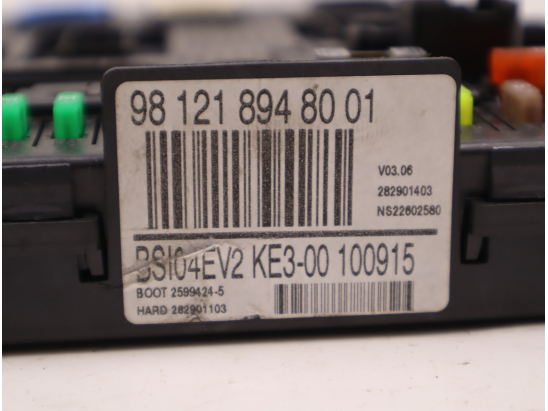 98 121 894 80 01
V03.06
282901403
NS22602580
BSI04EV2 KE3-00 100915
BOOT 2599424-5
HARD 282901103